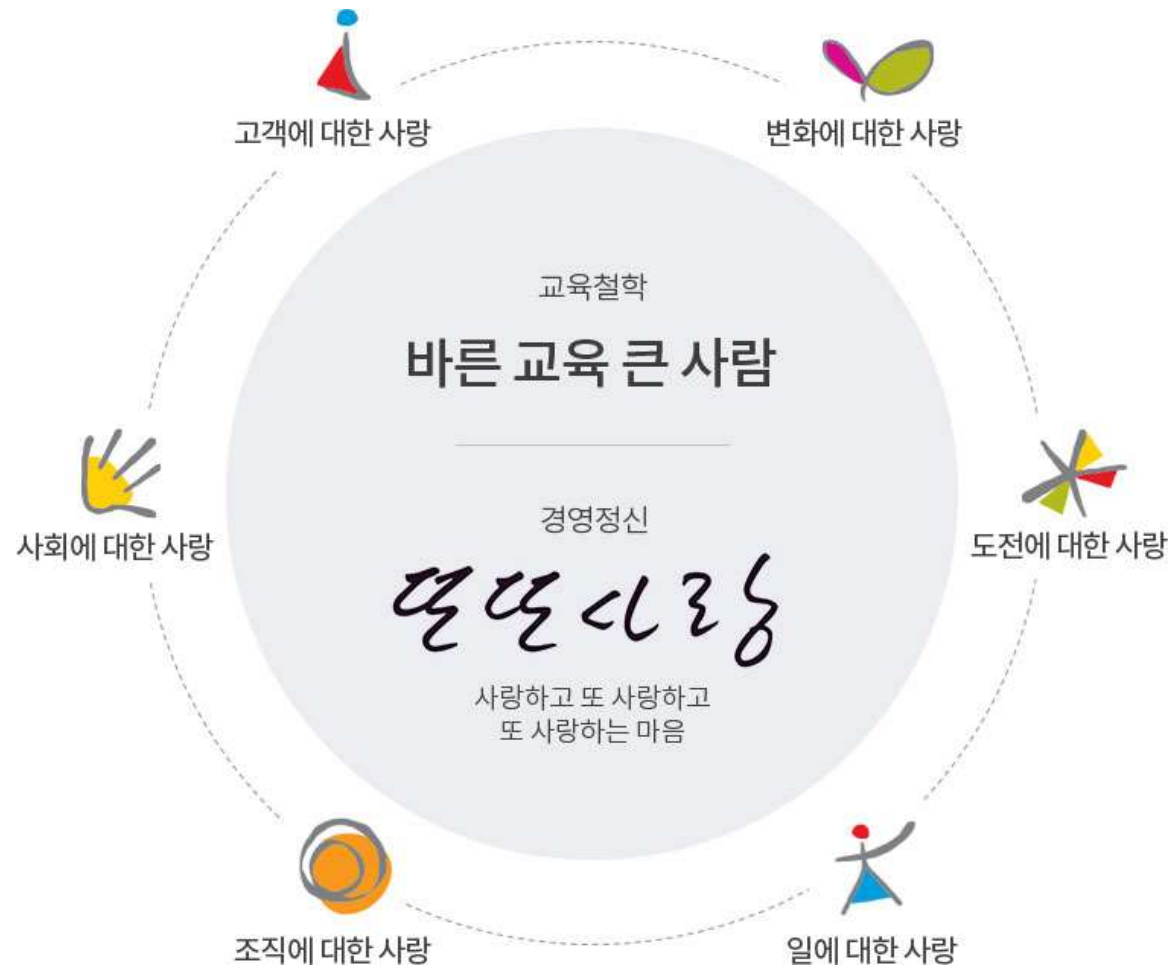 고객에 대한 사랑
변화에 대한 사랑
교육철학
바른 교육 큰 사람
사회에 대한 사랑
도전에 대한 사랑
경영정신
또또사랑
사랑하고 또 사랑하고
또 사랑하는 마음
조직에 대한 사랑
일에 대한 사랑